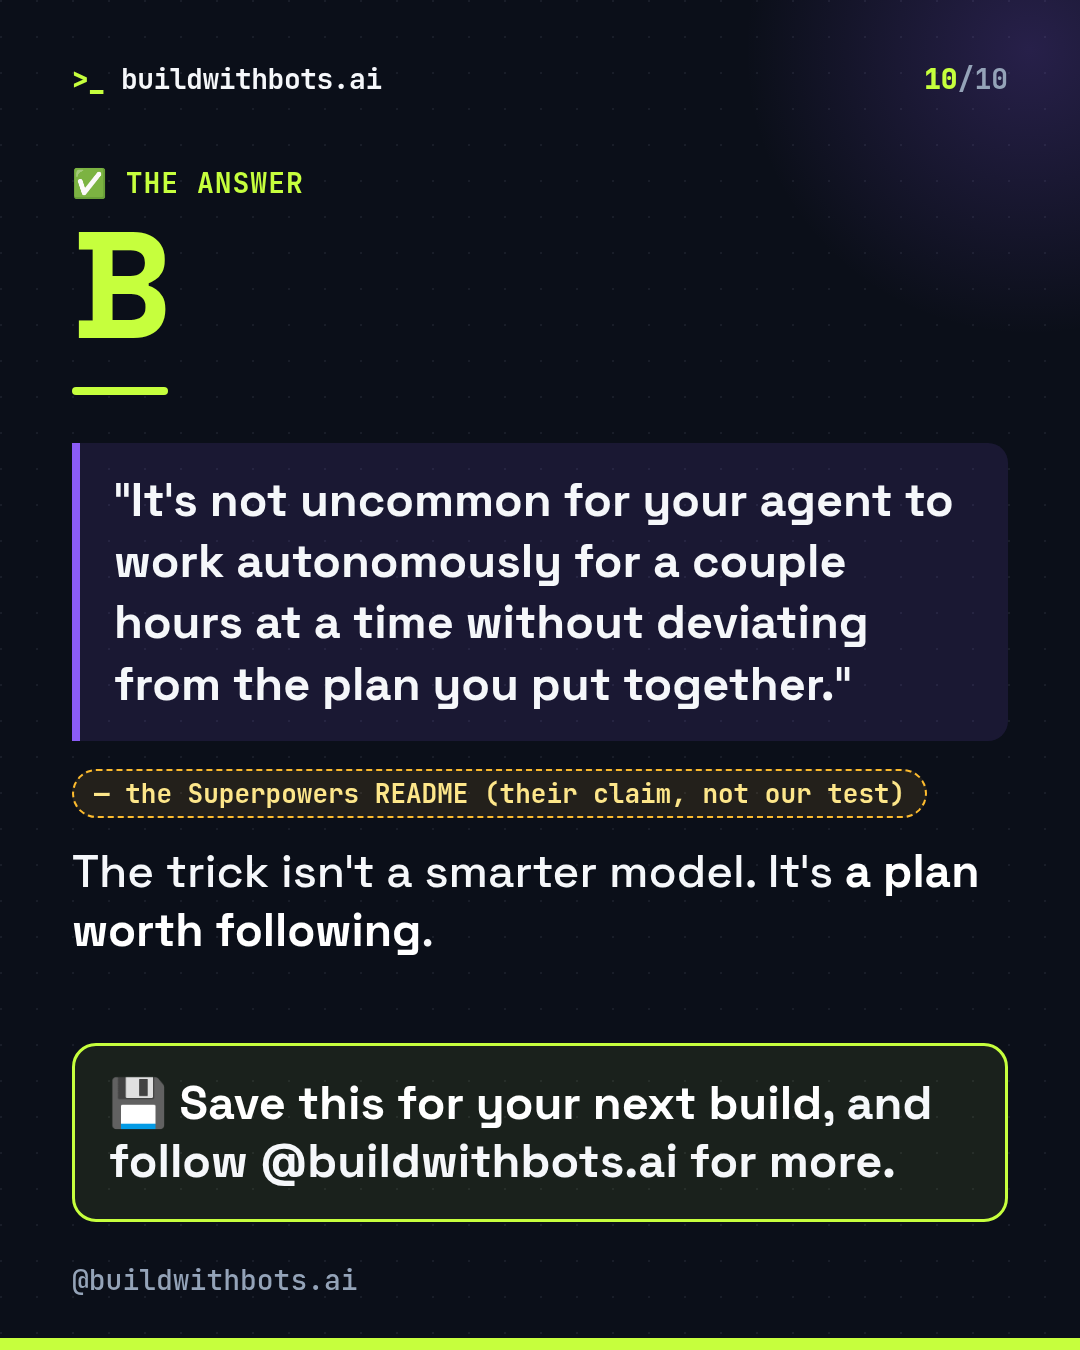 >_ buildwithbots.ai
10/10
✅ THE ANSWER
B
"It's not uncommon for your agent to
work autonomously for a couple
hours at a time without deviating
from the plan you put together."
— the Superpowers README (their claim, not our test)
The trick isn't a smarter model. It's a plan
worth following.
💾 Save this for your next build, and
follow @buildwithbots.ai for more.
@buildwithbots.ai